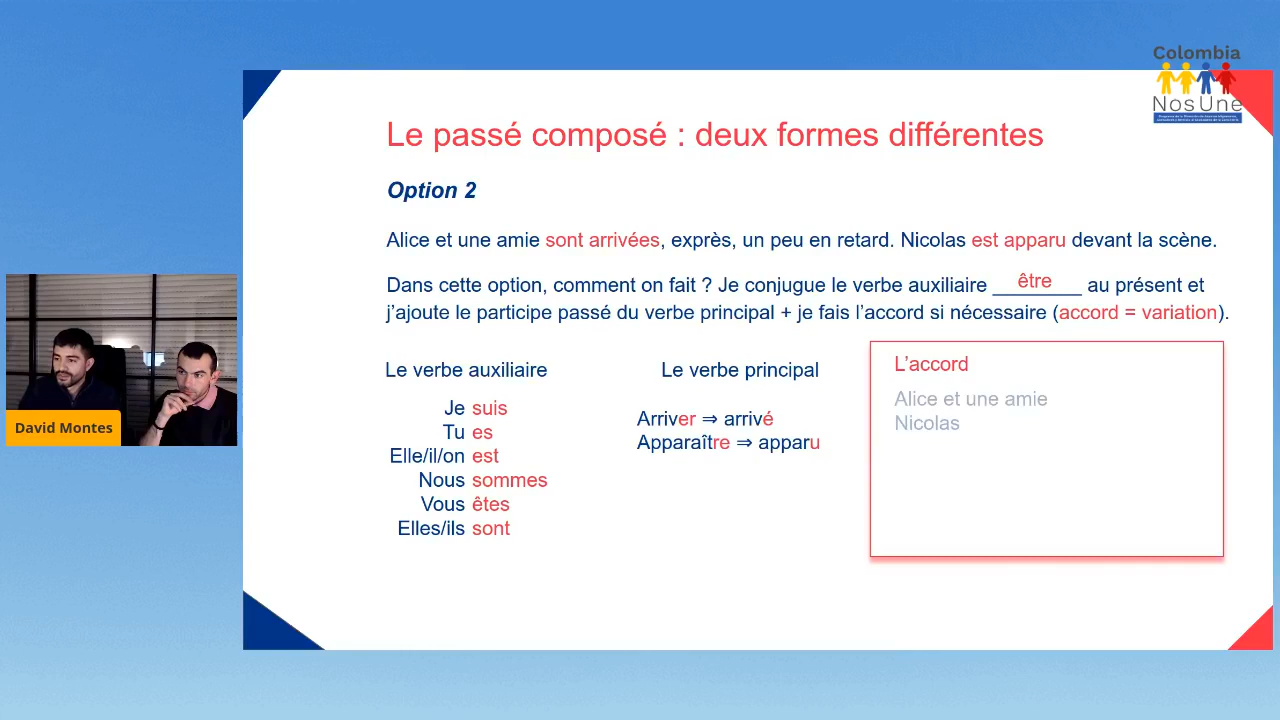 Colombia
NosUne
Le passé composé : deux formes différentes
Option 2
Alice et une amie sont arrivées, exprès, un peu en retard. Nicolas est apparu devant la scène.
Dans cette option, comment on fait ? Je conjugue le verbe auxiliaire ________ être au présent et
j’ajoute le participe passé du verbe principal + je fais l’accord si nécessaire (accord = variation).
Le verbe auxiliaire
Je suis
Tu es
Elle/il/on est
Nous sommes
Vous êtes
Elles/ils sont
Le verbe principal
Arriver ⇒ arrivé
Apparaître ⇒ apparu
L’accord
Alice et une amie
Nicolas
David Montes